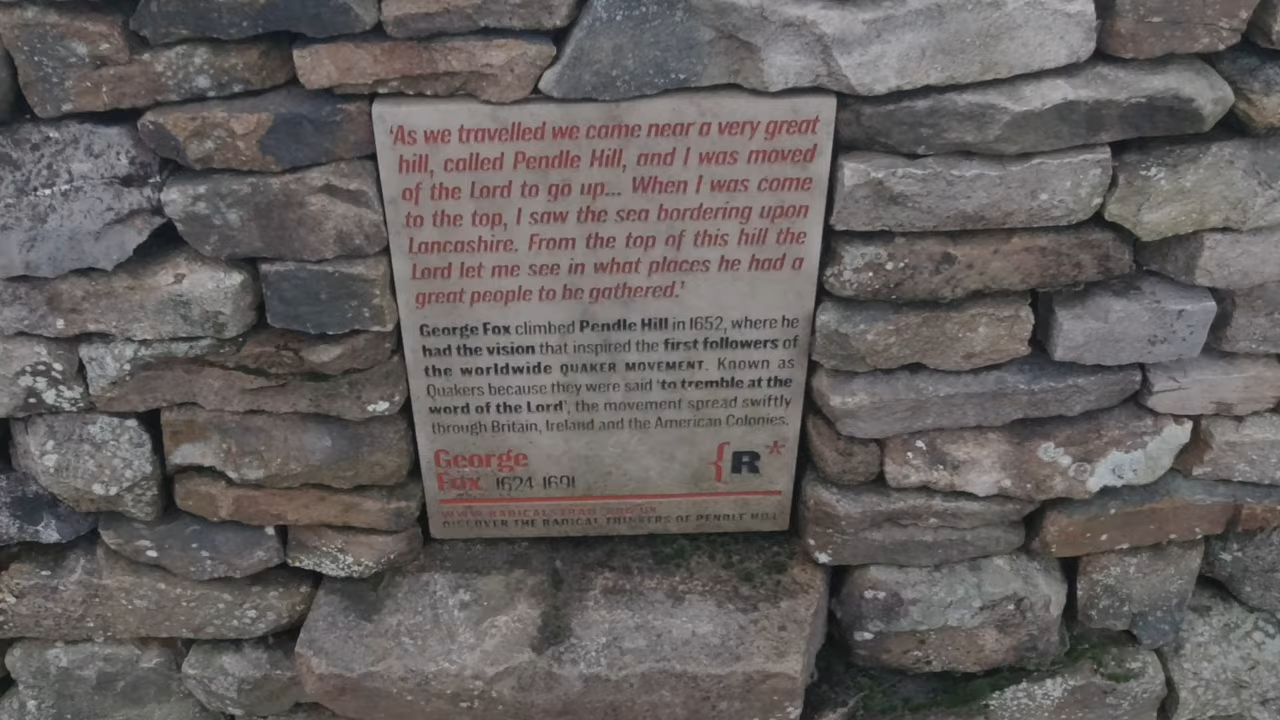 'As we travelled we came near a very great
hill, called Pendle Hill, and I was moved
of the Lord to go up... When I was come
to the top, I saw the sea bordering upon
Lancashire. From the top of this hill the
Lord let me see in what places he had a
great people to be gathered.'
George Fox climbed Pendle Hill in 1652, where he
had the vision that inspired the first followers of
the worldwide QUAKER MOVEMENT. Known as
Quakers because they were said 'to tremble at the
word of the Lord', the movement spread swiftly
through Britain, Ireland and the American Colonies.
George
Fox 1624-1691
{R*
DISCOVER THE RADICAL THINKERS OF PENDLE HILL